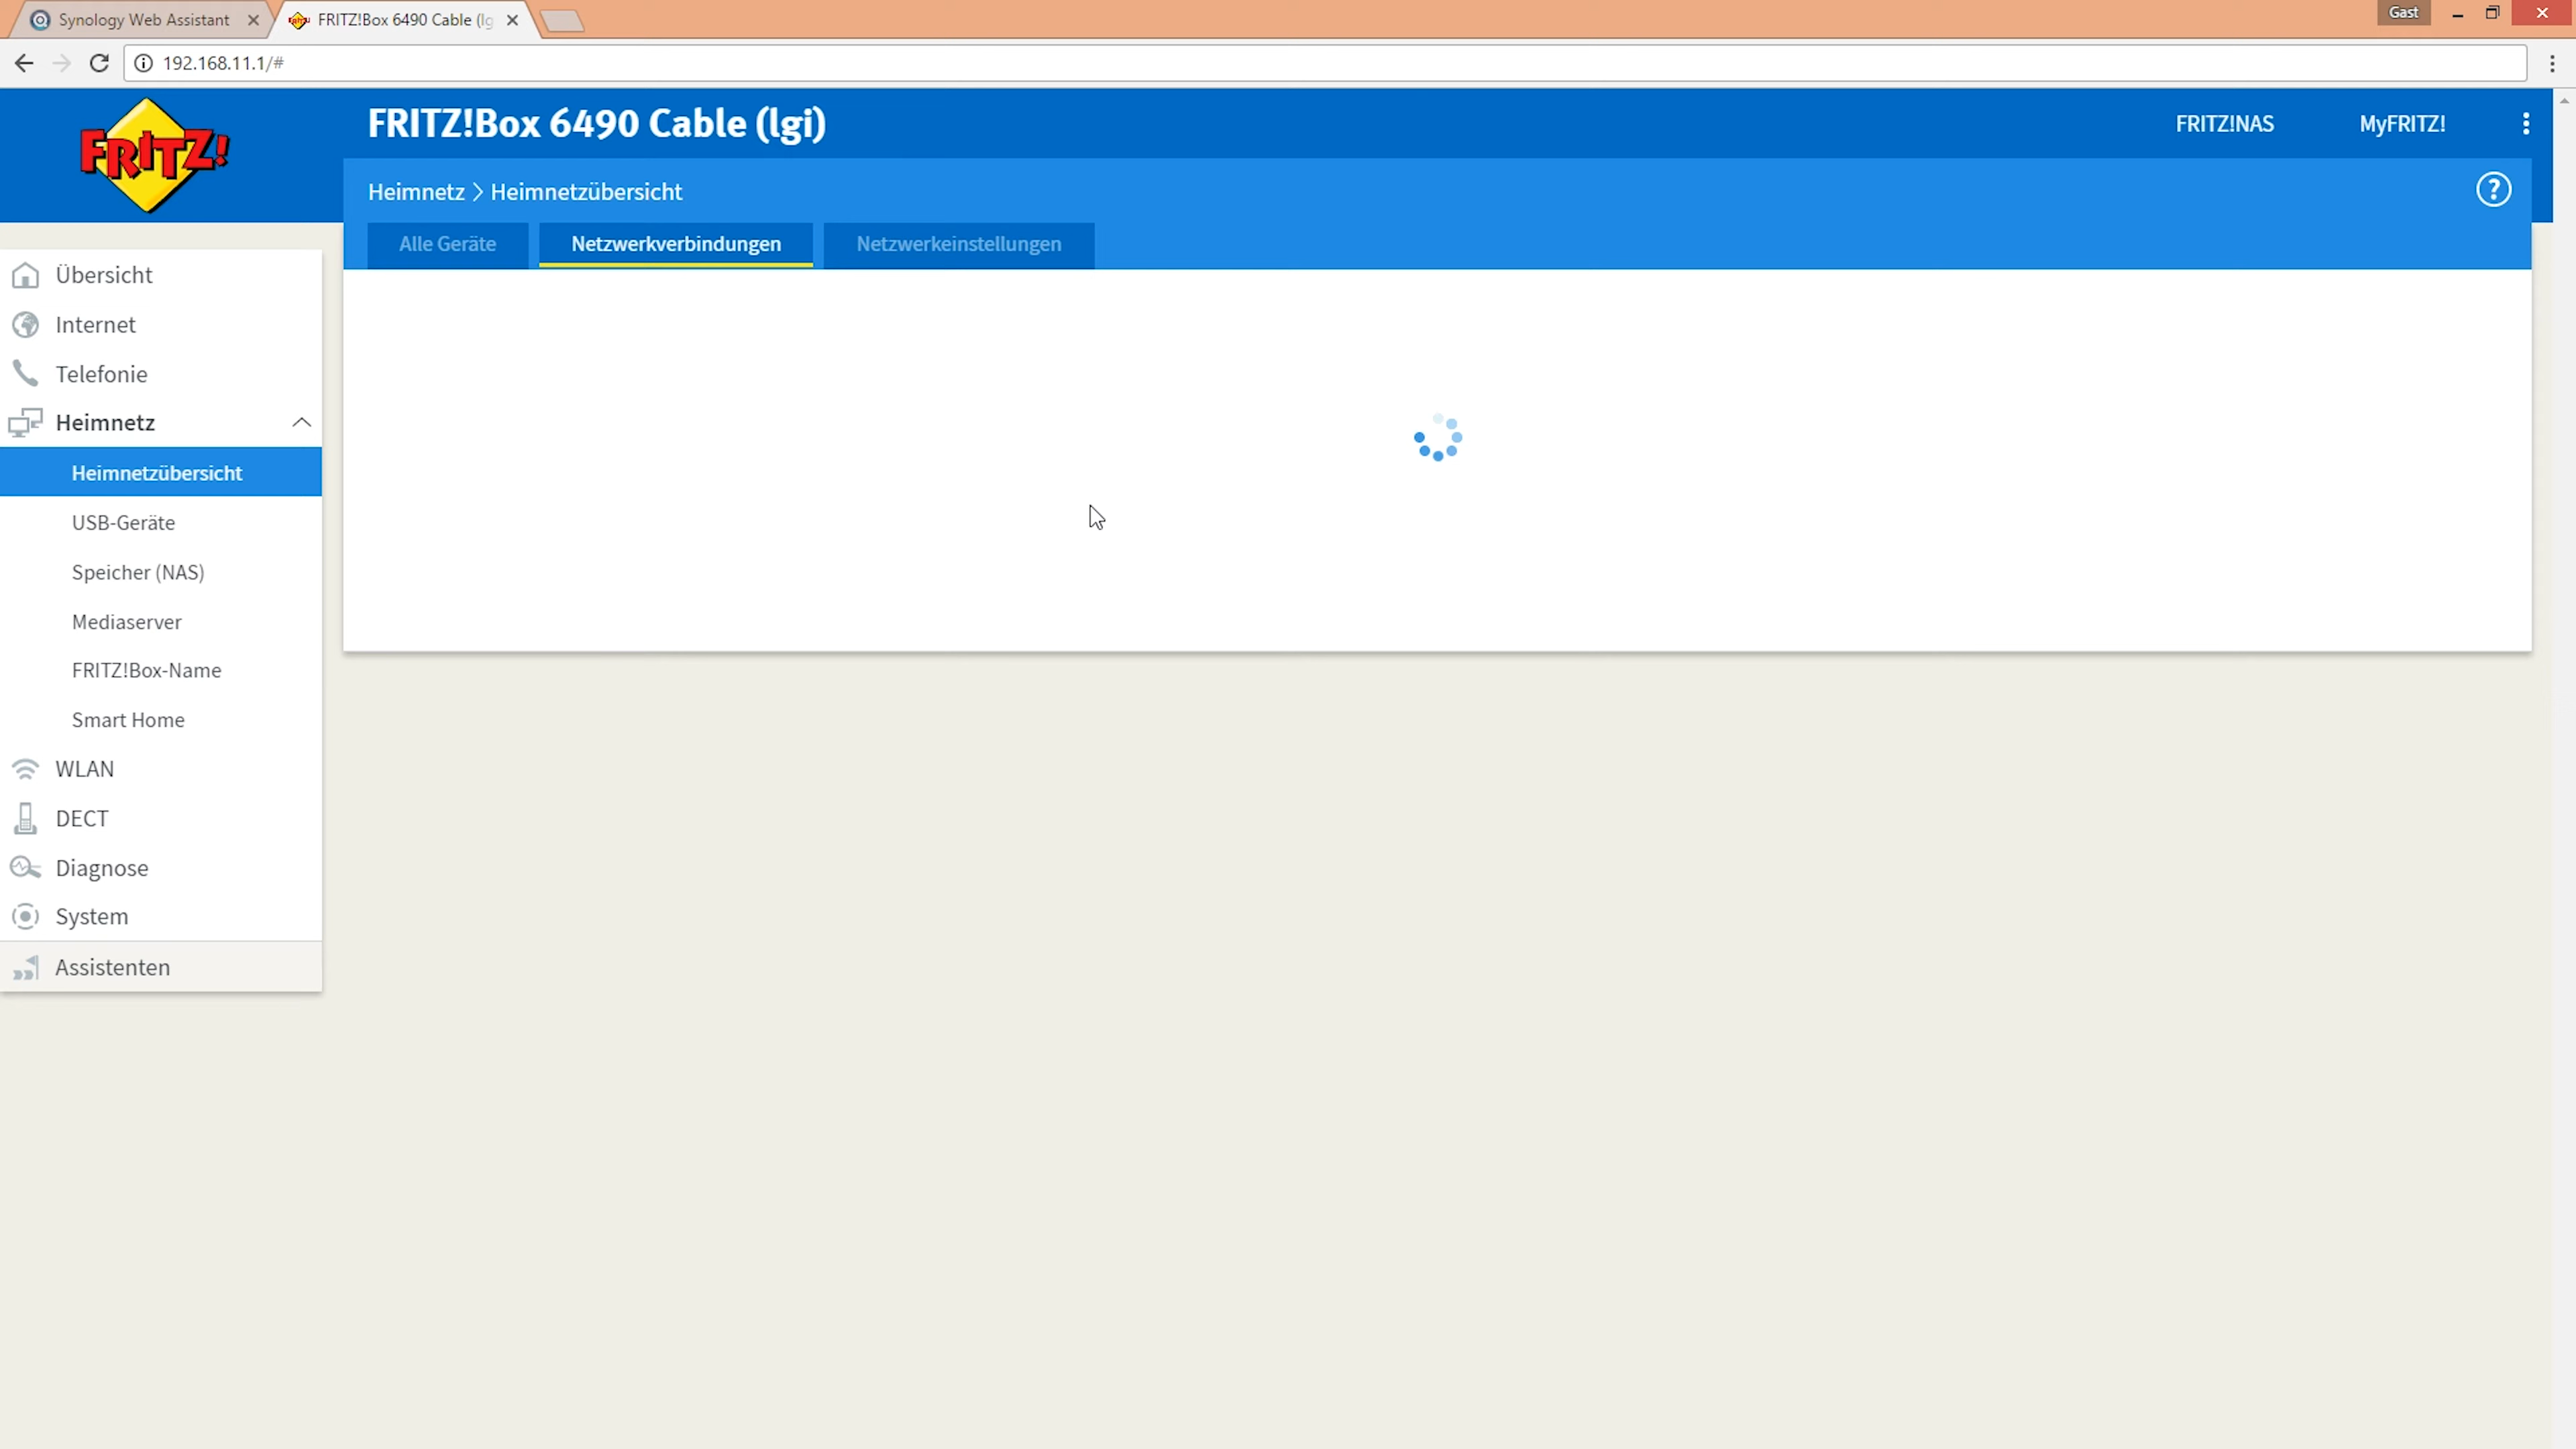 Synology Web Assistant
FRITZ!Box 6490 Cable (lg
Gast
192.168.11.1/#
FRITZ!
FRITZ!Box 6490 Cable (lgi)
FRITZ!NAS
MyFRITZ!
Heimnetz > Heimnetzübersicht
?
Alle Geräte
Netzwerkverbindungen
Netzwerkeinstellungen
Übersicht
Internet
Telefonie
Heimnetz
Heimnetzübersicht
USB-Geräte
Speicher (NAS)
Mediaserver
FRITZ!Box-Name
Smart Home
WLAN
DECT
Diagnose
System
Assistenten